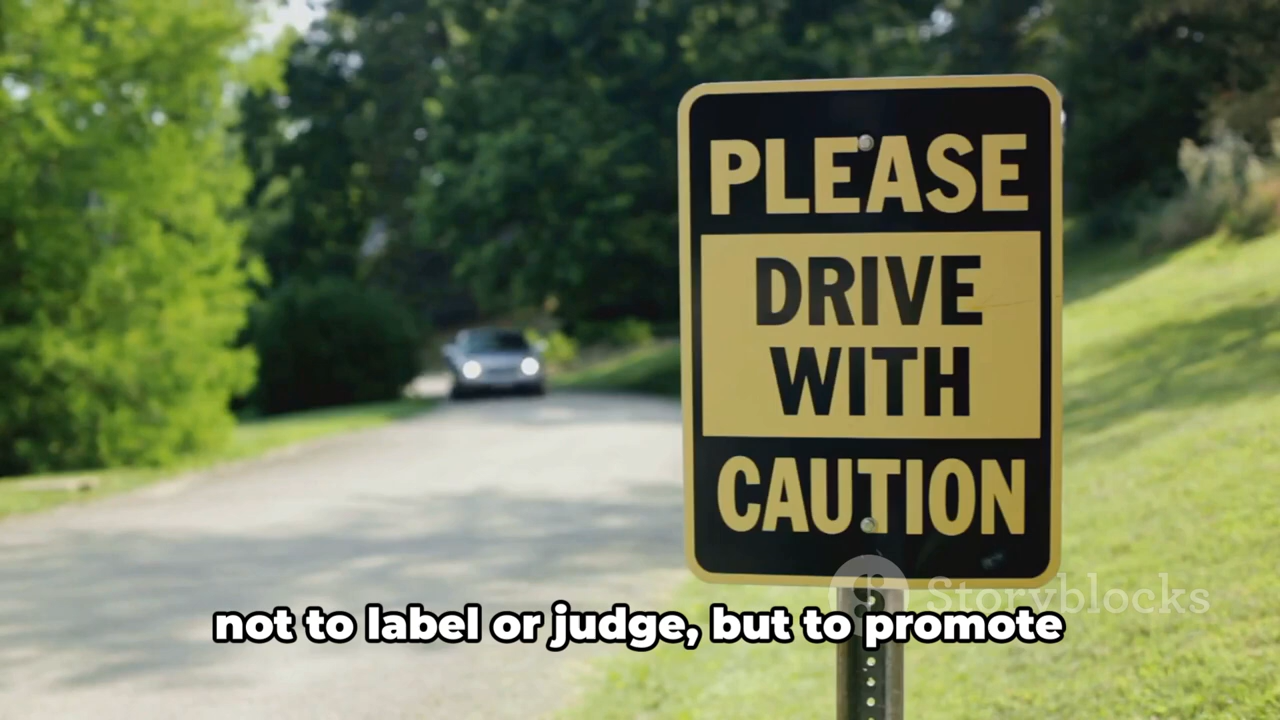 PLEASE
DRIVE
WITH
CAUTION
Storyblocks
not to label or judge, but to promote